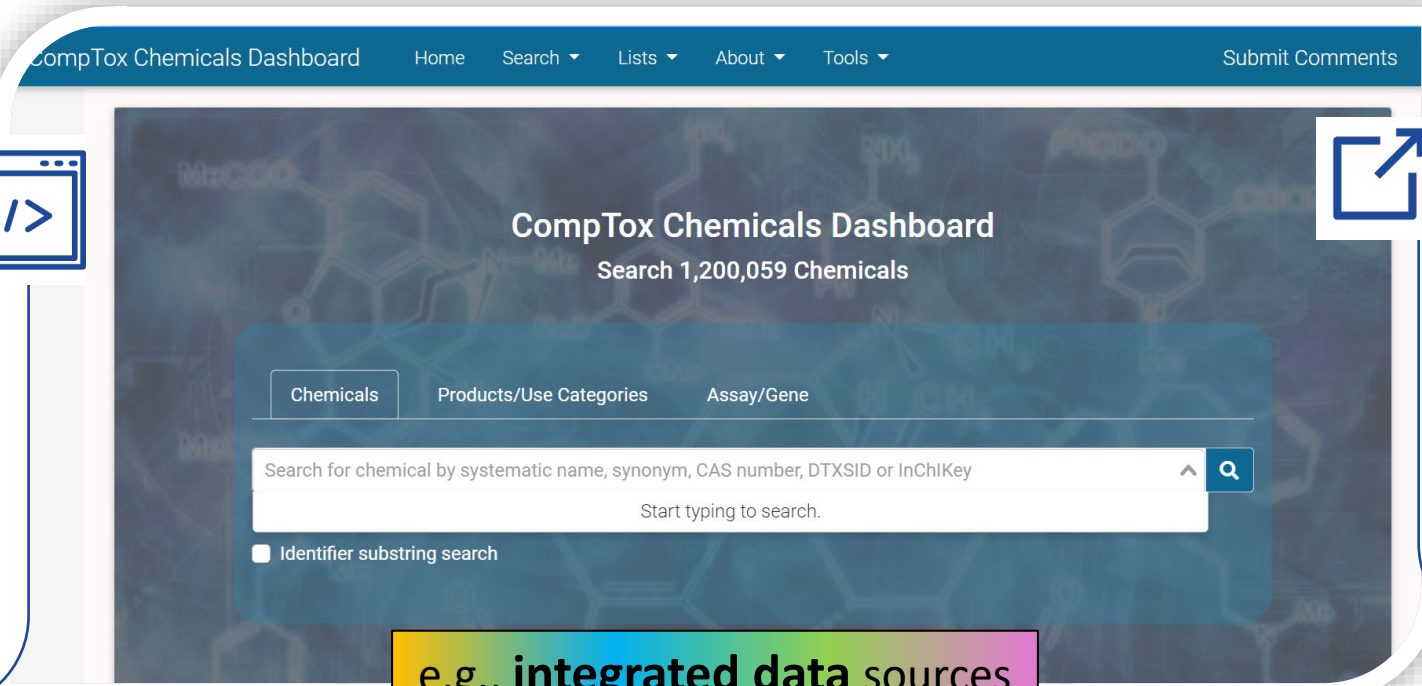 CompTox Chemicals Dashboard Home Search Lists About Tools Submit Comments
CompTox Chemicals Dashboard
Search 1,200,059 Chemicals
Chemicals Products/Use Categories Assay/Gene
Search for chemical by systematic name, synonym, CAS number, DTXSID or InChIKey
Start typing to search.
Identifier substring search
e.g., integrated data sources